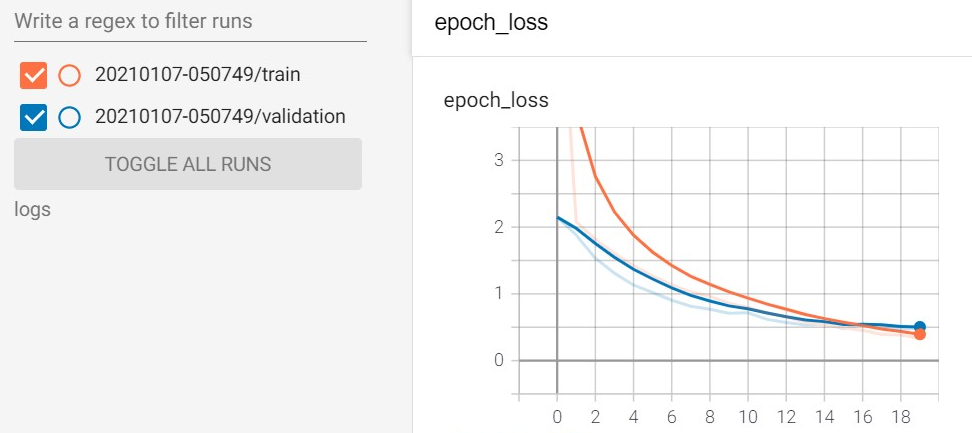 Write a regex to filter runs
20210107-050749/train
20210107-050749/validation
TOGGLE ALL RUNS
logs
epoch_loss
epoch_loss
3
2
1
0
0 2 4 6 8 10 12 14 16 18